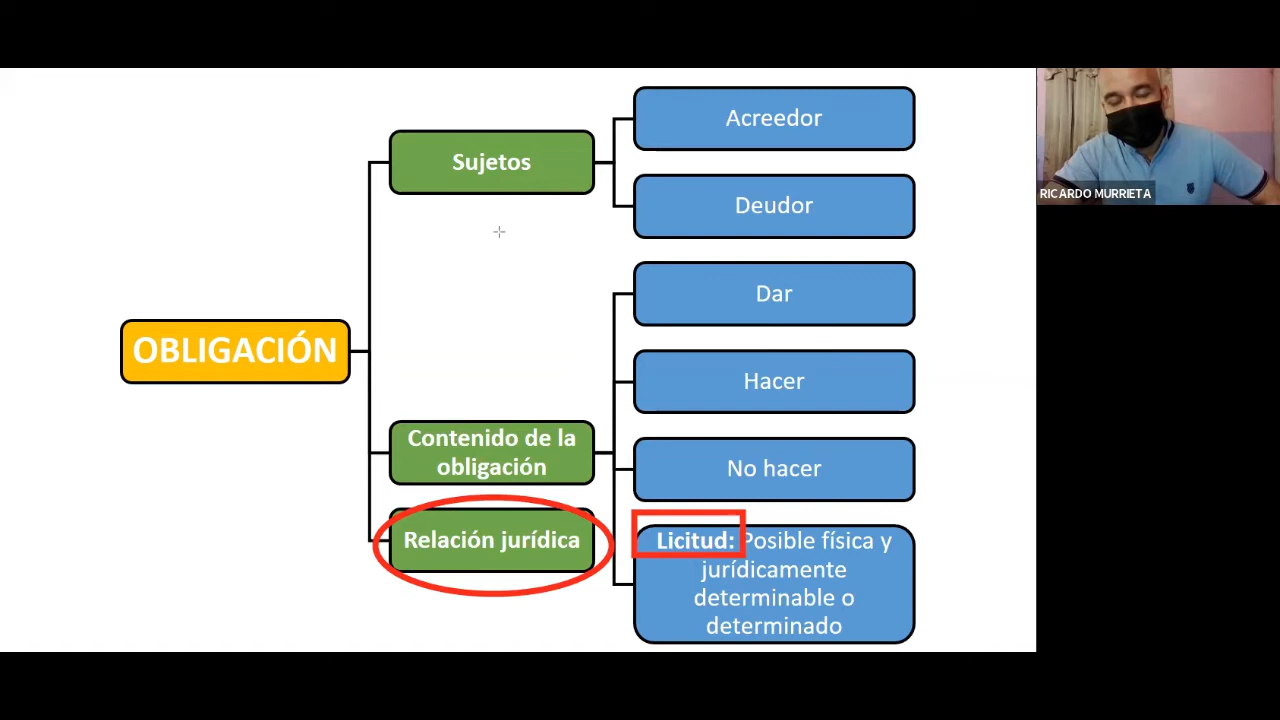 OBLIGACIÓN
Sujetos
Acreedor
Deudor
Contenido de la
obligación
Dar
Hacer
No hacer
Licitud: Posible física y
jurídicamente
determinable o
determinado
Relación jurídica
RICARDO MURRIETA